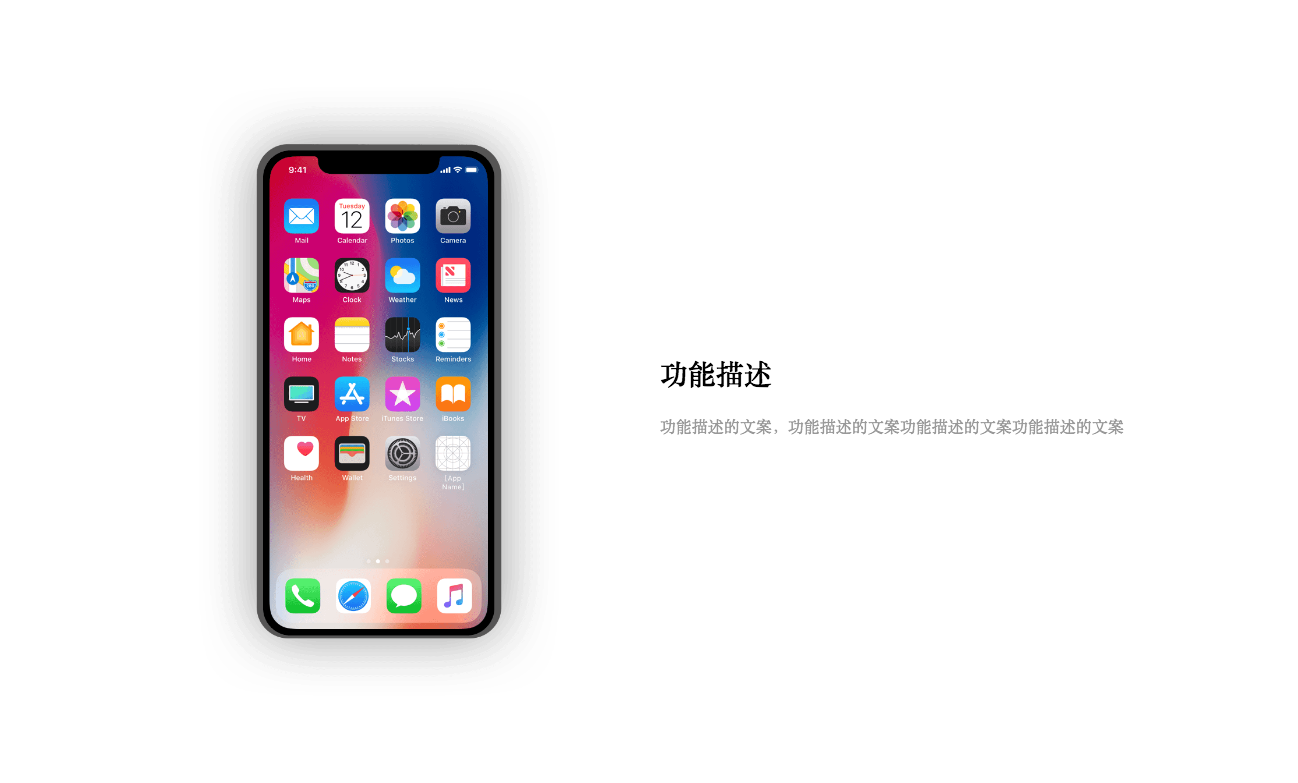 9:41
Tuesday
12
Mail
Calendar
Photos
Camera
Maps
Clock
Weather
News
Home
Notes
Stocks
Reminders
TV
App Store
iTunes Store
iBooks
Health
Wallet
Settings
[App
Name]
功能描述
功能描述的文案，功能描述的文案功能描述的文案功能描述的文案